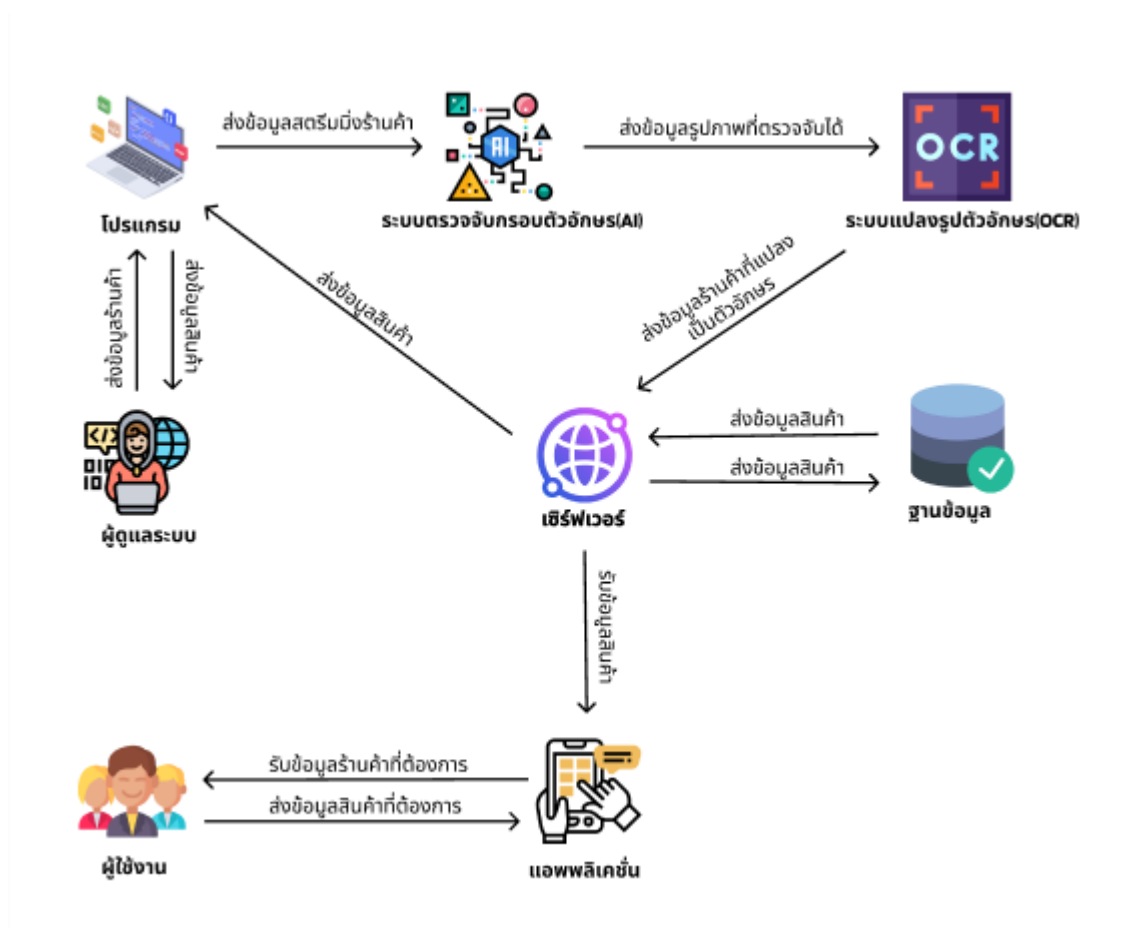 ส่งข้อมูลสตรีมมิ่งร้านค้า
ส่งข้อมูลรูปภาพที่ตรวจจับได้
AI
OCR
โปรแกรม
ระบบตรวจจับกรอบตัวอักษร(AI)
ระบบแปลงรูปตัวอักษร(OCR)
ส่งข้อมูลร้านค้า
ส่งข้อมูลสินค้า
ส่งข้อมูลสินค้า
ส่งข้อมูลร้านค้าที่แปลง
เป็นตัวอักษร
ส่งข้อมูลสินค้า
ส่งข้อมูลสินค้า
เซิร์ฟเวอร์
ฐานข้อมูล
ผู้ดูแลระบบ
รับข้อมูลสินค้า
รับข้อมูลร้านค้าที่ต้องการ
ส่งข้อมูลสินค้าที่ต้องการ
ผู้ใช้งาน
แอพพลิเคชั่น